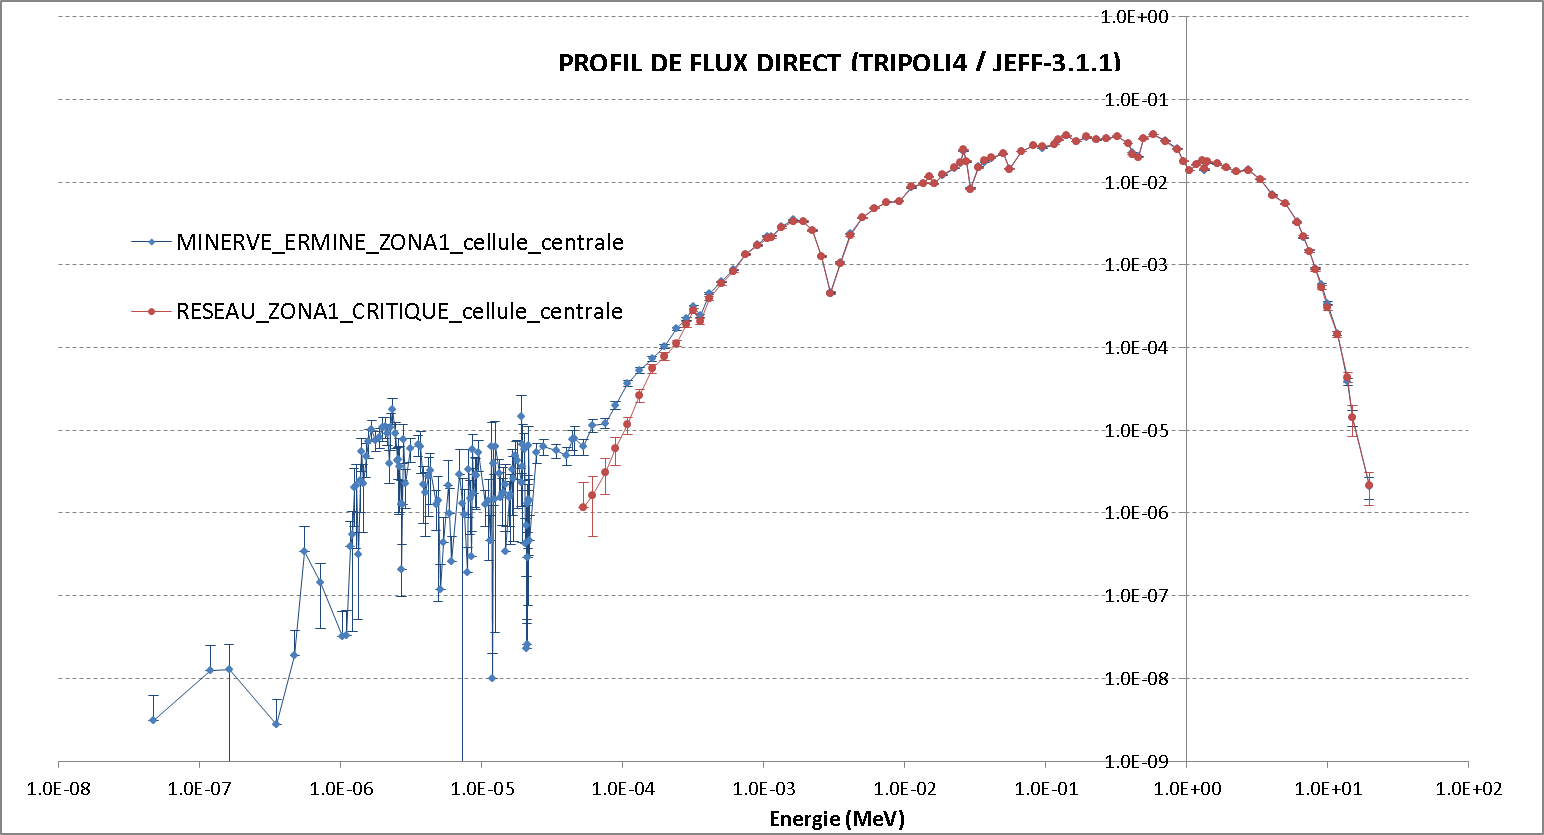 1.0E+00
PROFIL DE FLUX DIRECT (TRIPOLI4 / JEFF-3.1.1)
1.0E-01
1.0E-02
MINERVE_ERMINE_ZONA1_cellule_centrale
1.0E-03
RESEAU_ZONA1_CRITIQUE_cellule_centrale
1.0E-04
1.0E-05
1.0E-06
1.0E-07
1.0E-08
1.0E-09
1.0E-08 1.0E-07 1.0E-06 1.0E-05 1.0E-04 1.0E-03 1.0E-02 1.0E-01 1.0E+00 1.0E+01 1.0E+02
Energie (MeV)